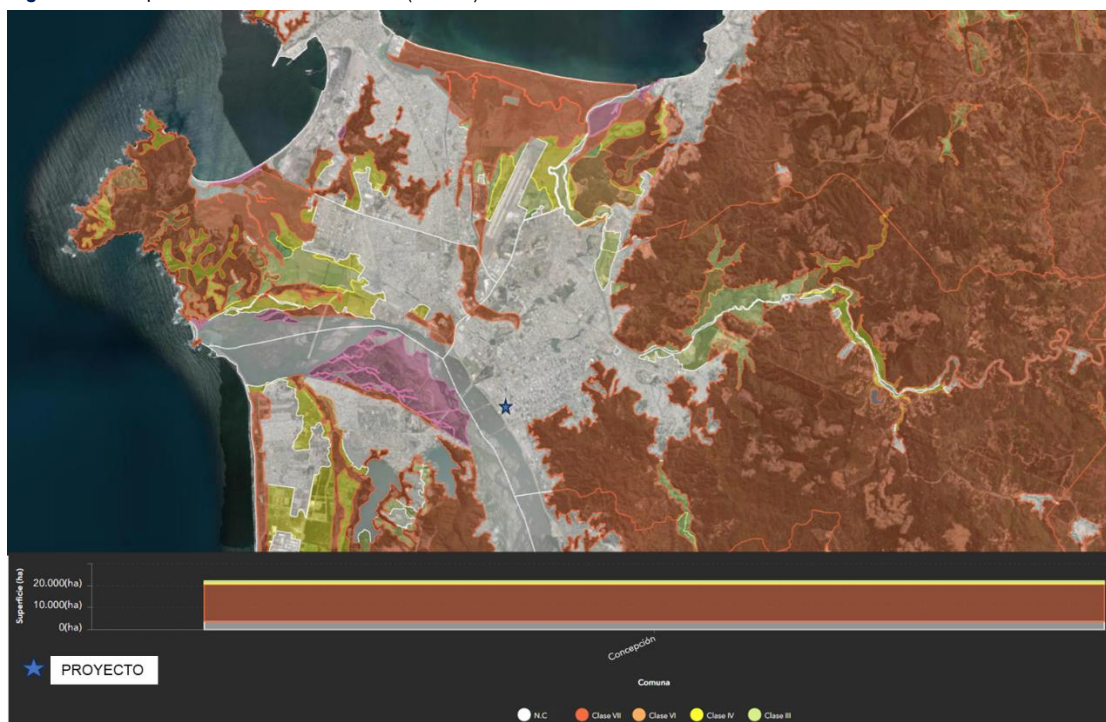 20.000(ha)
10.000(ha)
0(ha)
Superficie (ha)
Concepción
Comuna
PROYECTO
N.C
Clase VII
Clase VI
Clase IV
Clase III